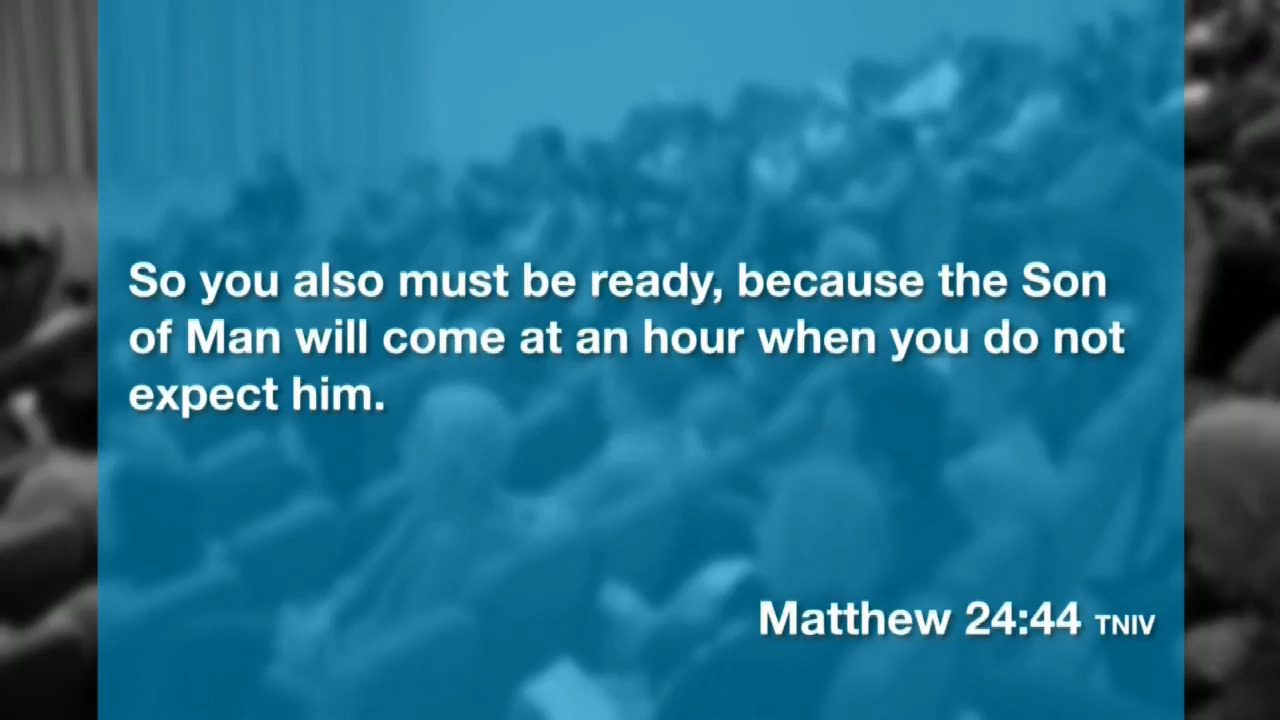 So you also must be ready, because the Son
of Man will come at an hour when you do not
expect him.
Matthew 24:44 TNIV